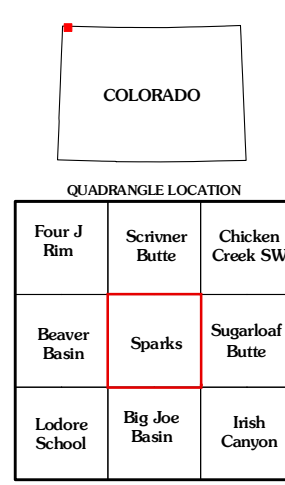 COLORADO
QUADRANGLE LOCATION
Four J
Rim
Scrivner
Butte
Chicken
Creek SW
Beaver
Basin
Sparks
Sugarloaf
Butte
Lodore
School
Big Joe
Basin
Irish
Canyon